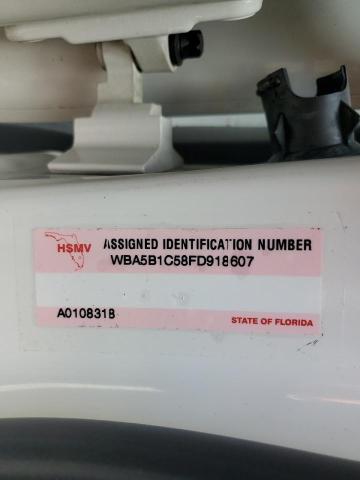 HSMV ASSIGNED IDENTIFICATION NUMBER
WBA5B1C58FD918607
A0108318
STATE OF FLORIDA